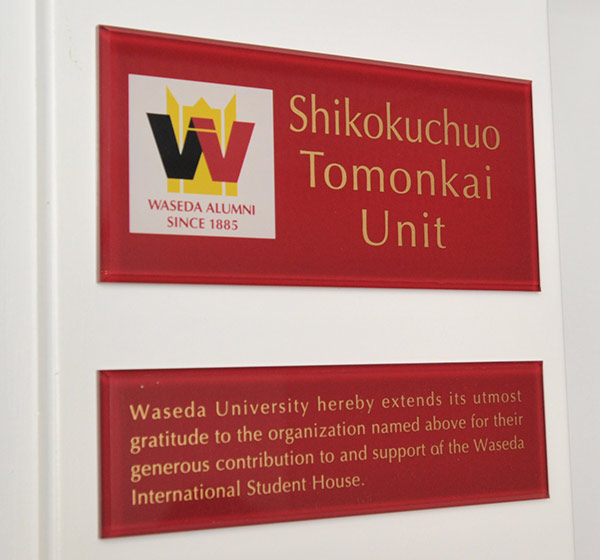 Shikokuchuo
Tomonkai
Unit
WASEDA ALUMNI
SINCE 1885
Waseda University hereby extends its utmost
gratitude to the organization named above for their
generous contribution to and support of the Waseda
International Student House.